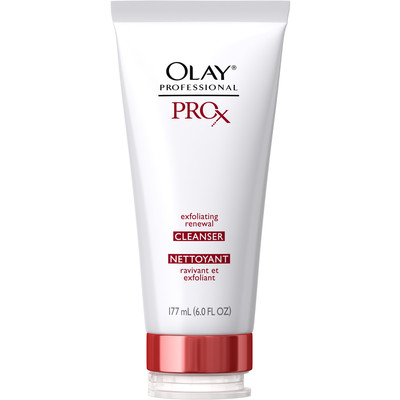 OLAY®
PROFESSIONAL
PROX
exfoliating
renewal
CLEANSER
NETTOYANT
ravivant et
exfoliant
177 mL (6.0 FL OZ)